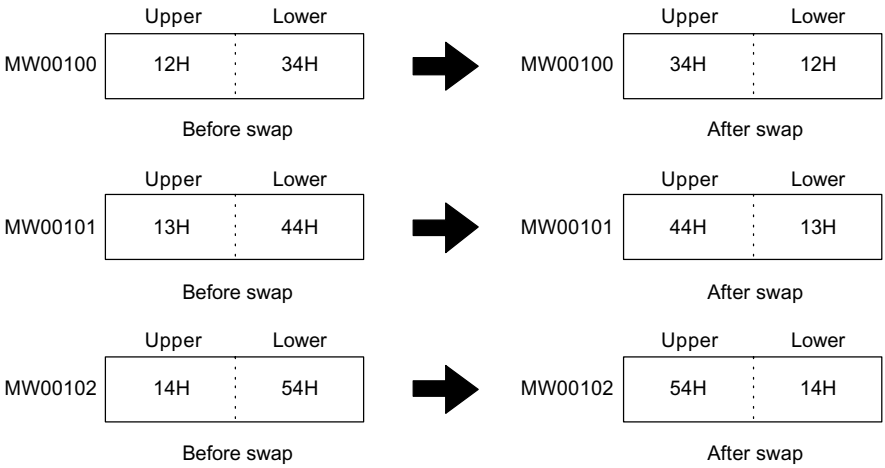 Upper Lower Upper Lower
MW00100 12H 34H MW00100 34H 12H
Before swap After swap
Upper Lower Upper Lower
MW00101 13H 44H MW00101 44H 13H
Before swap After swap
Upper Lower Upper Lower
MW00102 14H 54H MW00102 54H 14H
Before swap After swap